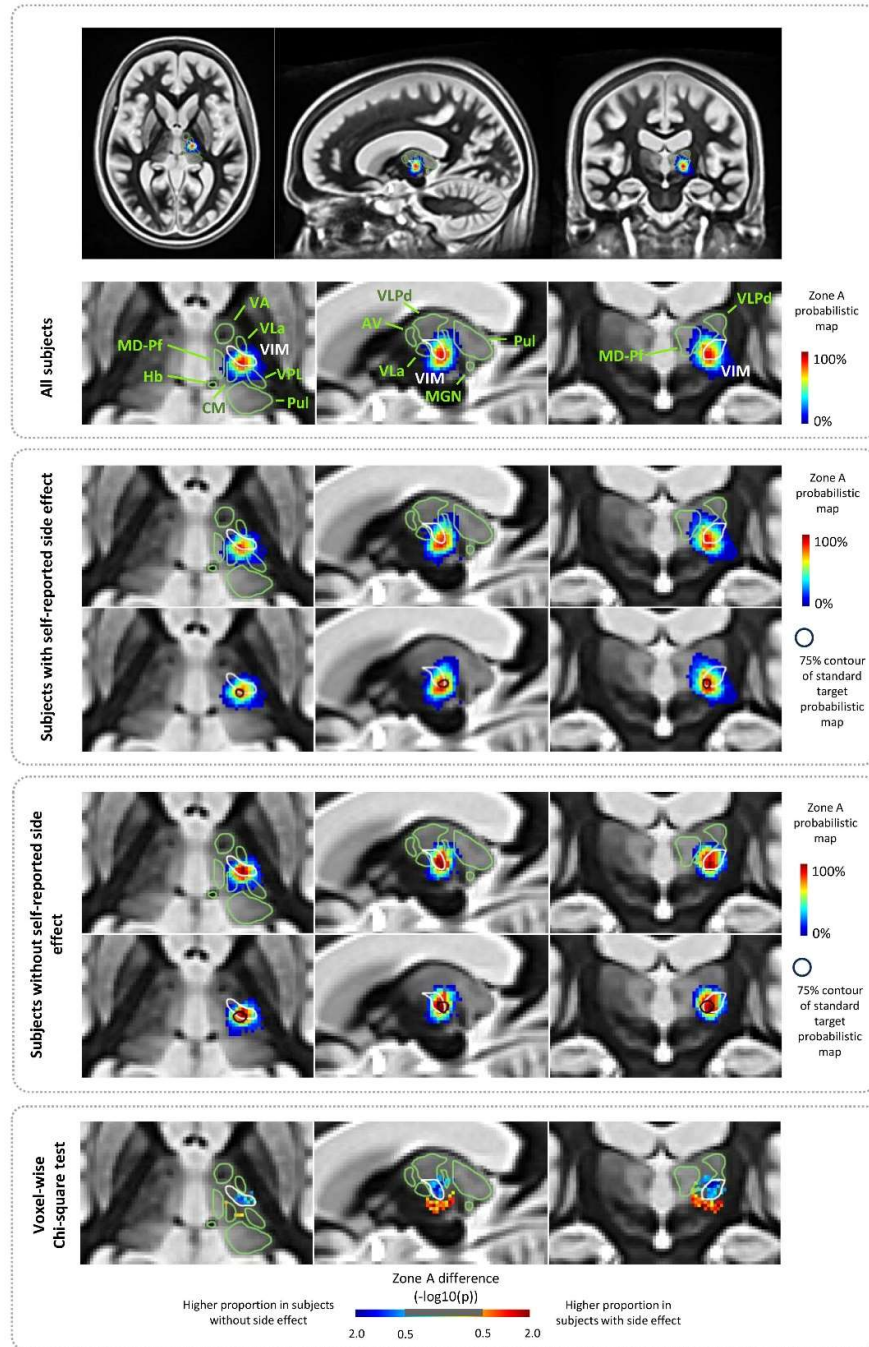 All subjects
VA
VLa
MD-Pf
VIM
Hb
VPL
CM
Pul
VLPd
AV
Pul
VLa
VIM
MGN
VLPd
MD-Pf
VIM
Zone A
probabilistic
map
100%
0%
Subjects with self-reported side effect
Zone A
probabilistic
map
100%
0%
75% contour
of standard
target
probabilistic
map
Subjects without self-reported side
effect
Zone A
probabilistic
map
100%
0%
75% contour
of standard
target
probabilistic
map
Voxel-wise
Chi-square test
Zone A difference
(-log10(p))
Higher proportion in subjects
without side effect
2.0
0.5
0.5
2.0
Higher proportion in
subjects with side effect